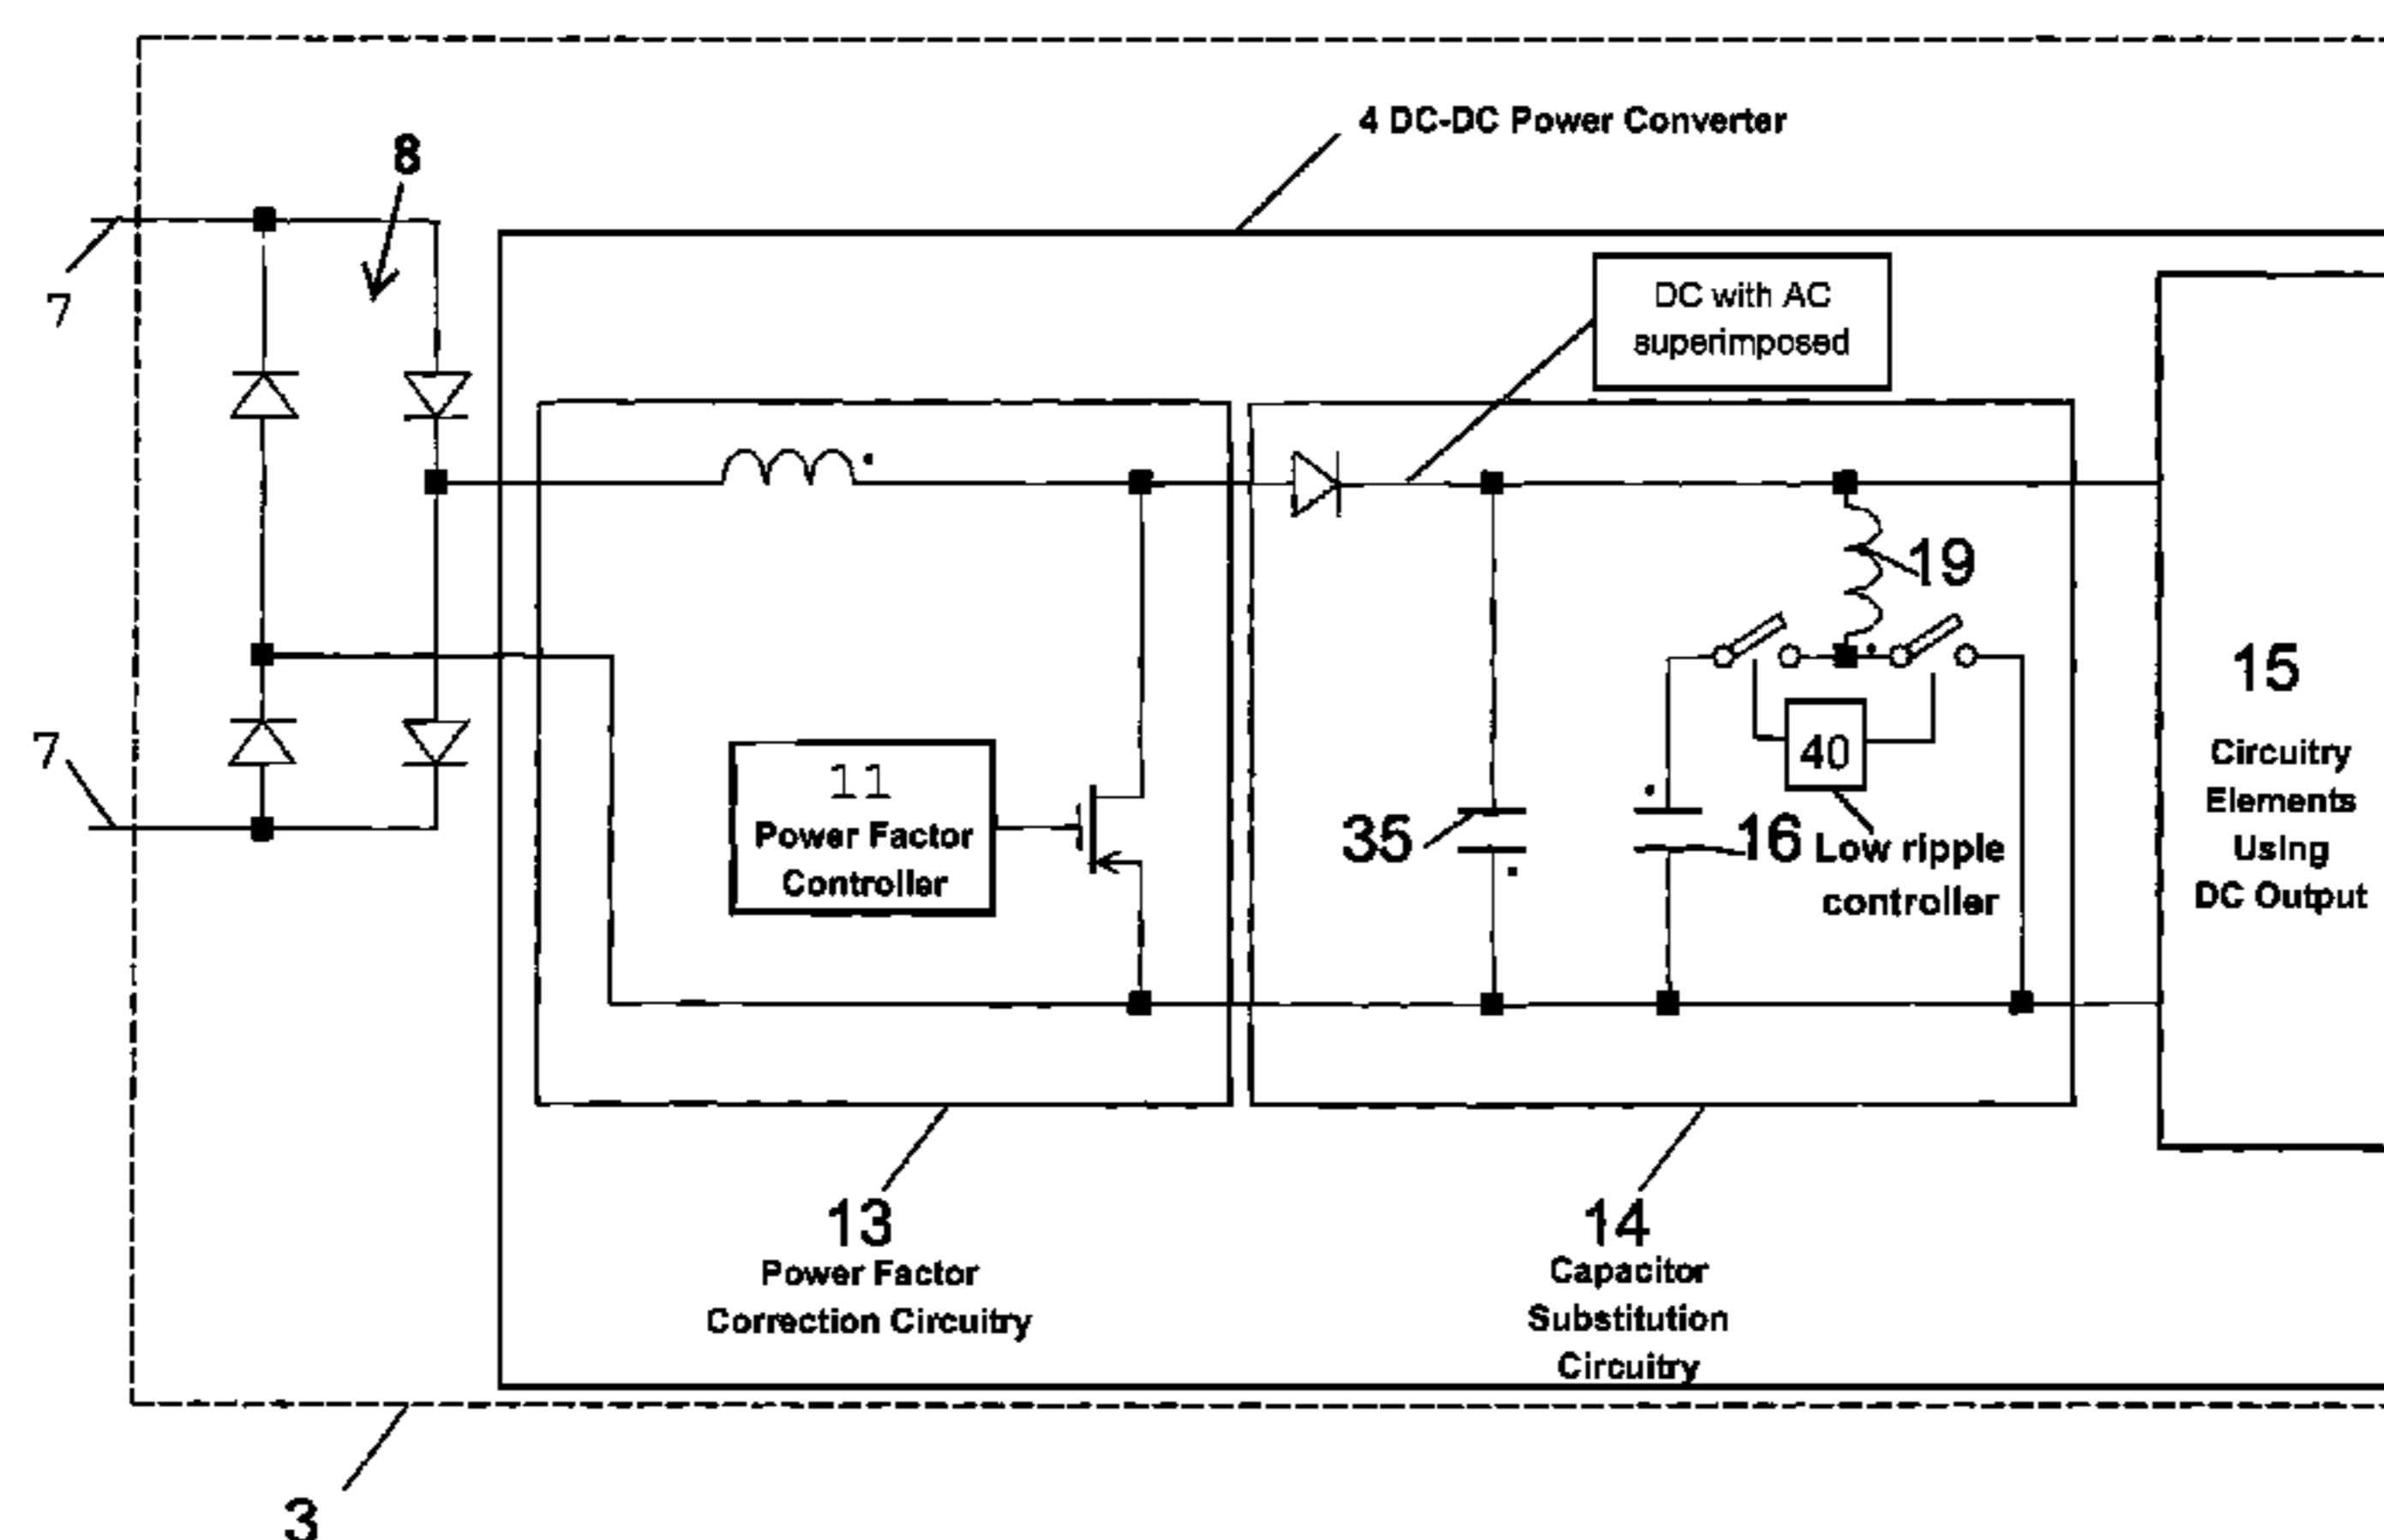 4 DC-DC Power Converter
8
7
DC with AC
superimposed
19
15
Circuitry
Elements
Using
DC Output
7
11
Power Factor
Controller
35
16
40
Low ripple
controller
13
Power Factor
Correction Circuitry
14
Capacitor
Substitution
Circuitry
3